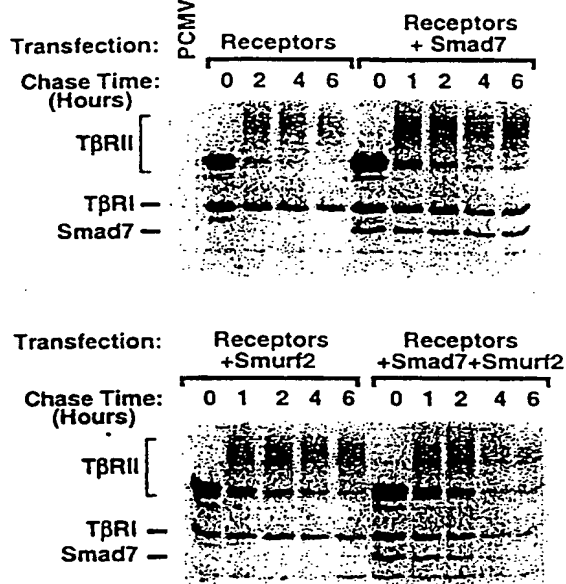 PCMV
Receptors
+ Smad7
Transfection: Receptors
Chase Time: 0 2 4 6 0 1 2 4 6
(Hours)
TβRII
TβRI
Smad7
Transfection: Receptors Receptors
+Smurf2 +Smad7+Smurf2
Chase Time: 0 1 2 4 6 0 1 2 4 6
(Hours)
TβRII
TβRI
Smad7